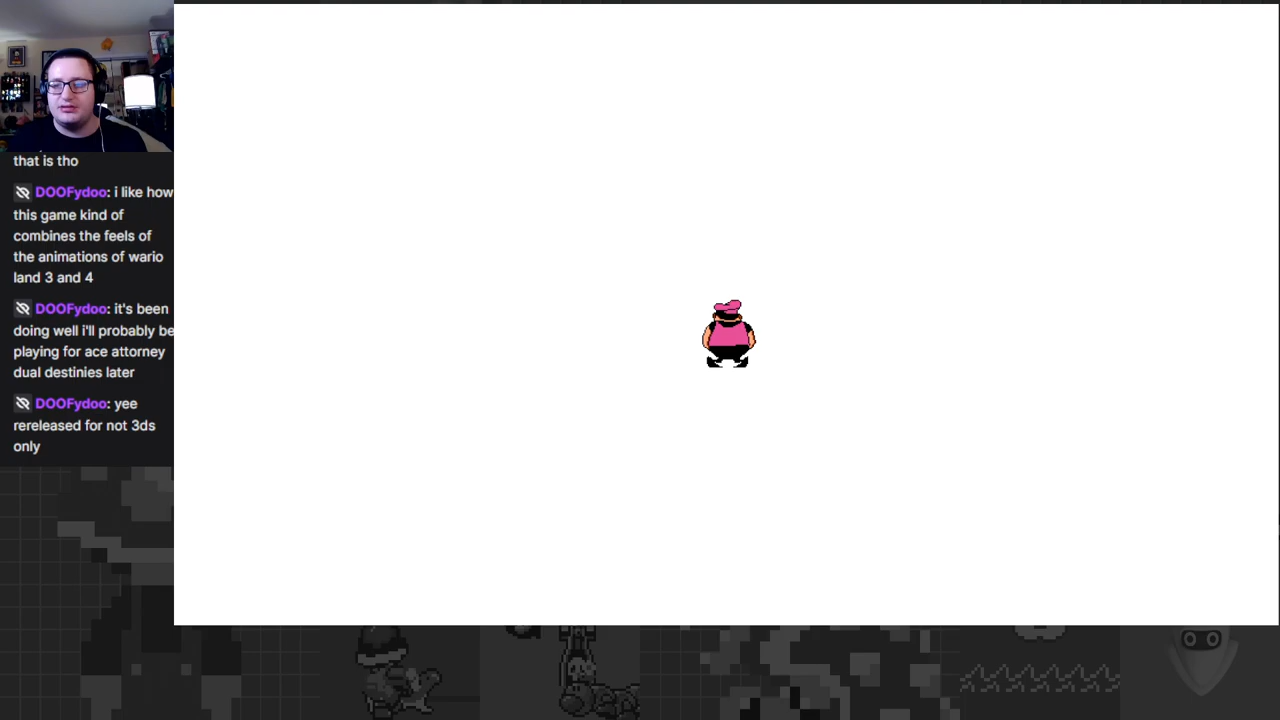 that is tho
DOOFydoo: i like how
this game kind of
combines the feels of
the animations of wario
land 3 and 4
DOOFydoo: it's been
doing well i'll probably be
playing for ace attorney
dual destinies later
DOOFydoo: yee
rereleased for not 3ds
only